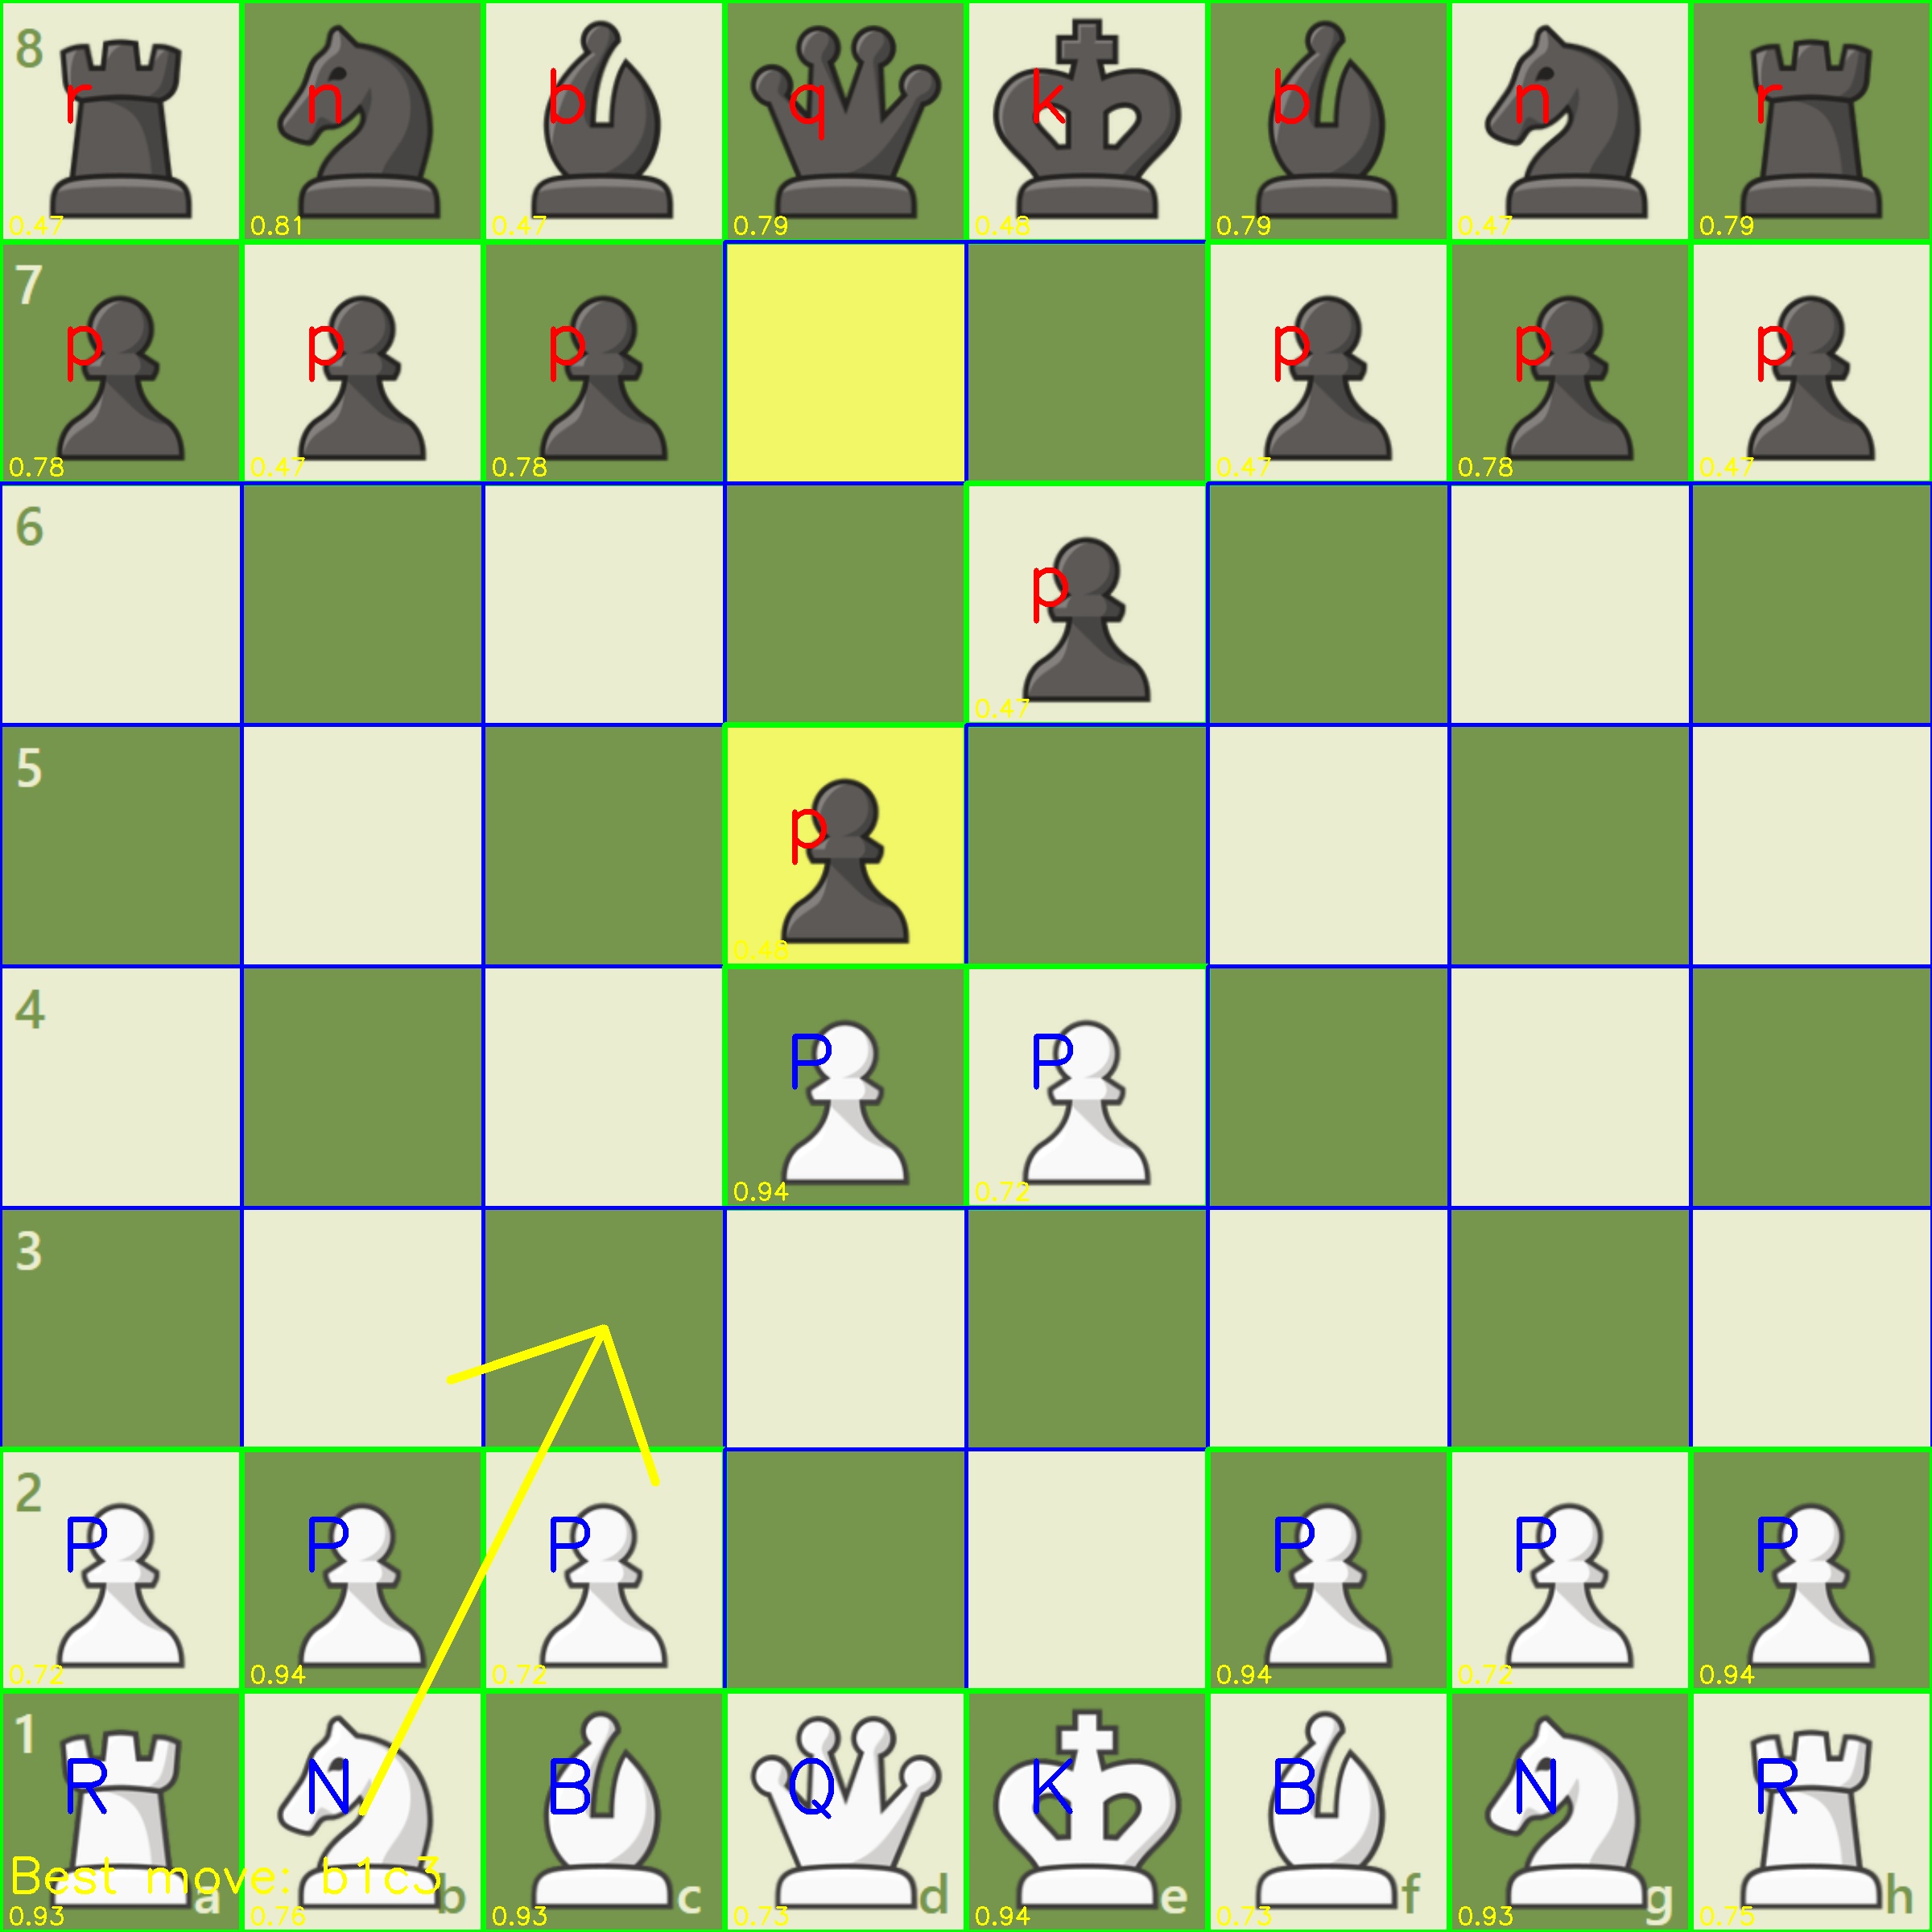 8
r n b q k b n r
0.47 0.81 0.47 0.79 0.48 0.79 0.47 0.79
7
p p p p p p
0.78 0.47 0.78 0.47 0.78 0.47
6
p
0.47
5
p
0.48
4
P P
0.94 0.72
3
2
P P P P P P
0.72 0.94 0.72 0.94 0.72 0.94
1
R N B Q K B N R
Best move: b1c3
a b c d e f g h
0.93 0.76 0.93 0.73 0.94 0.73 0.93 0.75